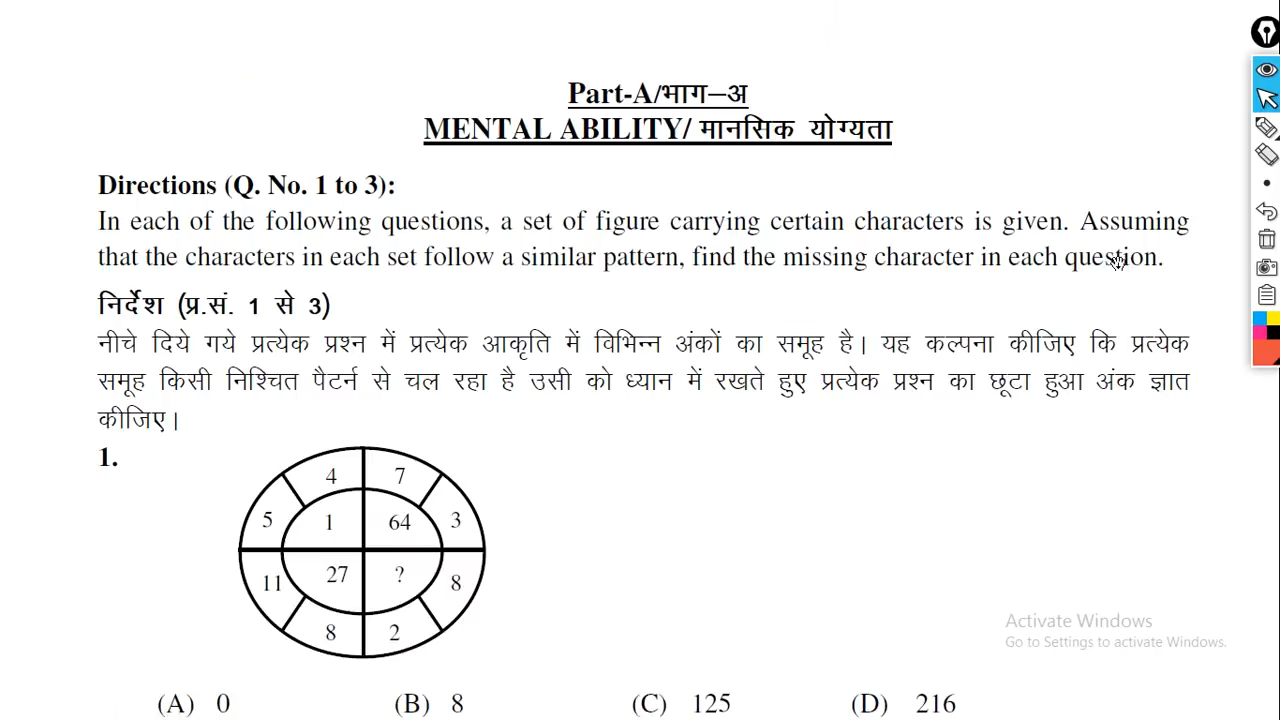 Part-A/भाग–अ
MENTAL ABILITY/ मानसिक योग्यता
Directions (Q. No. 1 to 3):
In each of the following questions, a set of figure carrying certain characters is given. Assuming
that the characters in each set follow a similar pattern, find the missing character in each question.
निर्देश (प्र.सं. 1 से 3)
नीचे दिये गये प्रत्येक प्रश्न में प्रत्येक आकृति में विभिन्न अंकों का समूह है। यह कल्पना कीजिए कि प्रत्येक
समूह किसी निश्चित पैटर्न से चल रहा है उसी को ध्यान में रखते हुए प्रत्येक प्रश्न का छूटा हुआ अंक ज्ञात
कीजिए।
1.
4 7
5 1 64 3
11 27 ? 8
8 2
Activate Windows
Go to Settings to activate Windows.
(A) 0 (B) 8 (C) 125 (D) 216